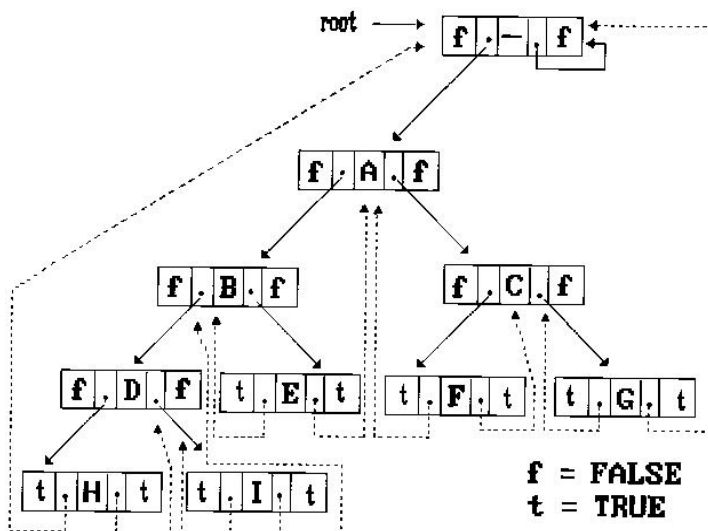 root
f . – . f
f . A . f
f . B . f
f . C . f
f . D . f
t . E . t
t . F . t
t . G . t
t . H . t
t . I . t
f = FALSE
t = TRUE